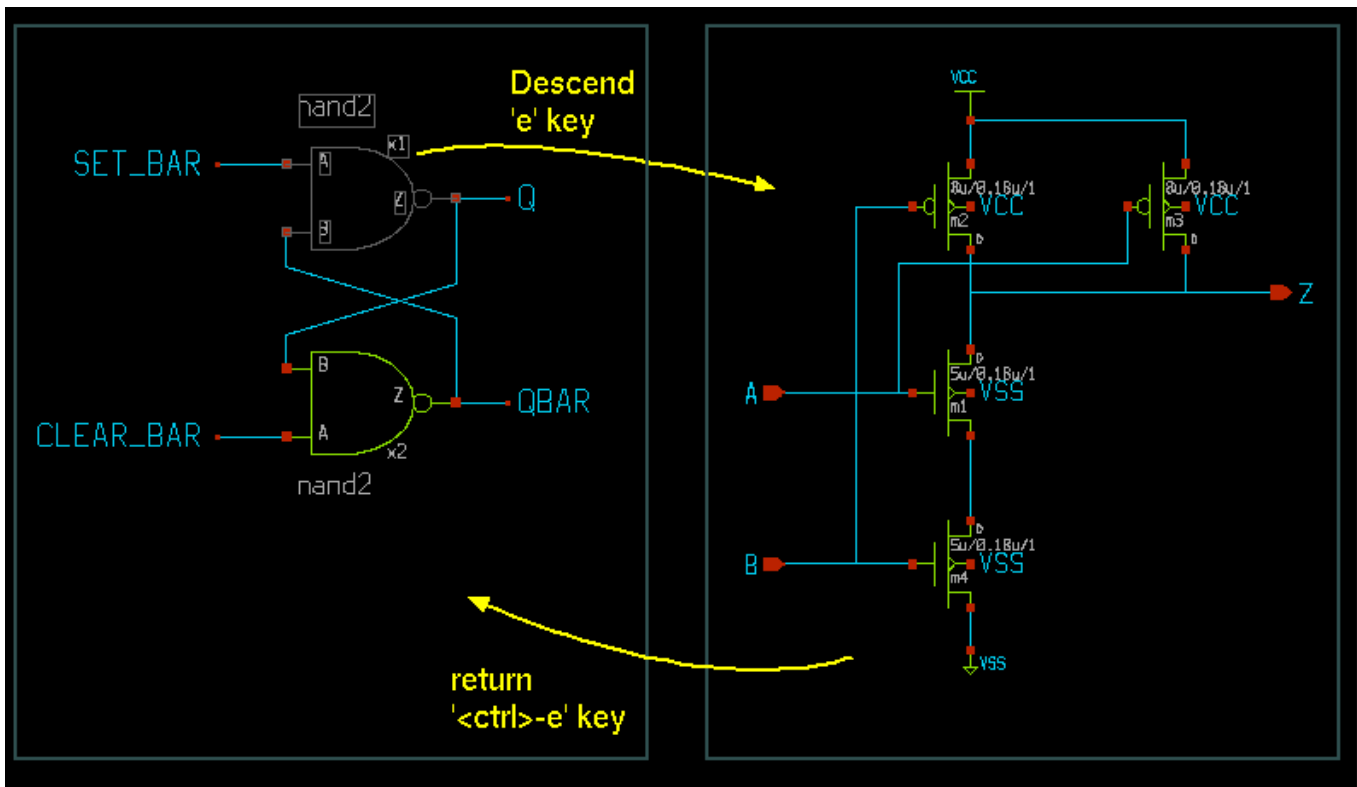 nand2
x1
SET_BAR
A
Z
Q
B
B
Z
QBAR
CLEAR_BAR
A
x2
nand2
Descend
'e' key
return
'<ctrl>-e' key
VCC
8u/0.18u/1
VCC
m2
D
8u/0.18u/1
VCC
m3
D
Z
D
5u/0.18u/1
A
VSS
m1
D
5u/0.18u/1
B
VSS
m4
VSS